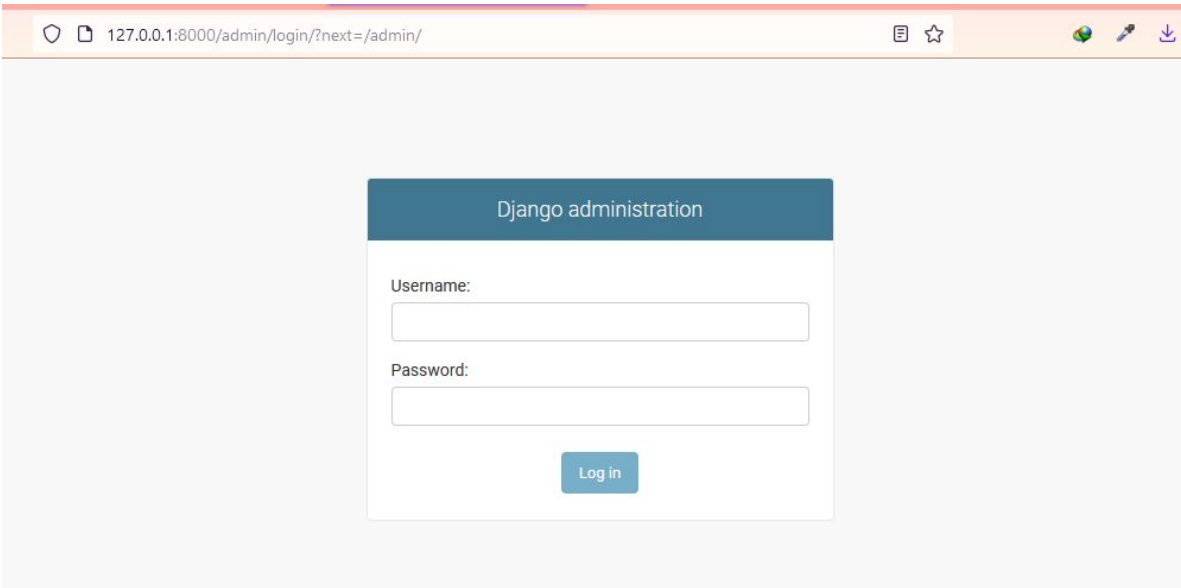 127.0.0.1:8000/admin/login/?next=/admin/
Django administration
Username:
Password:
Log in